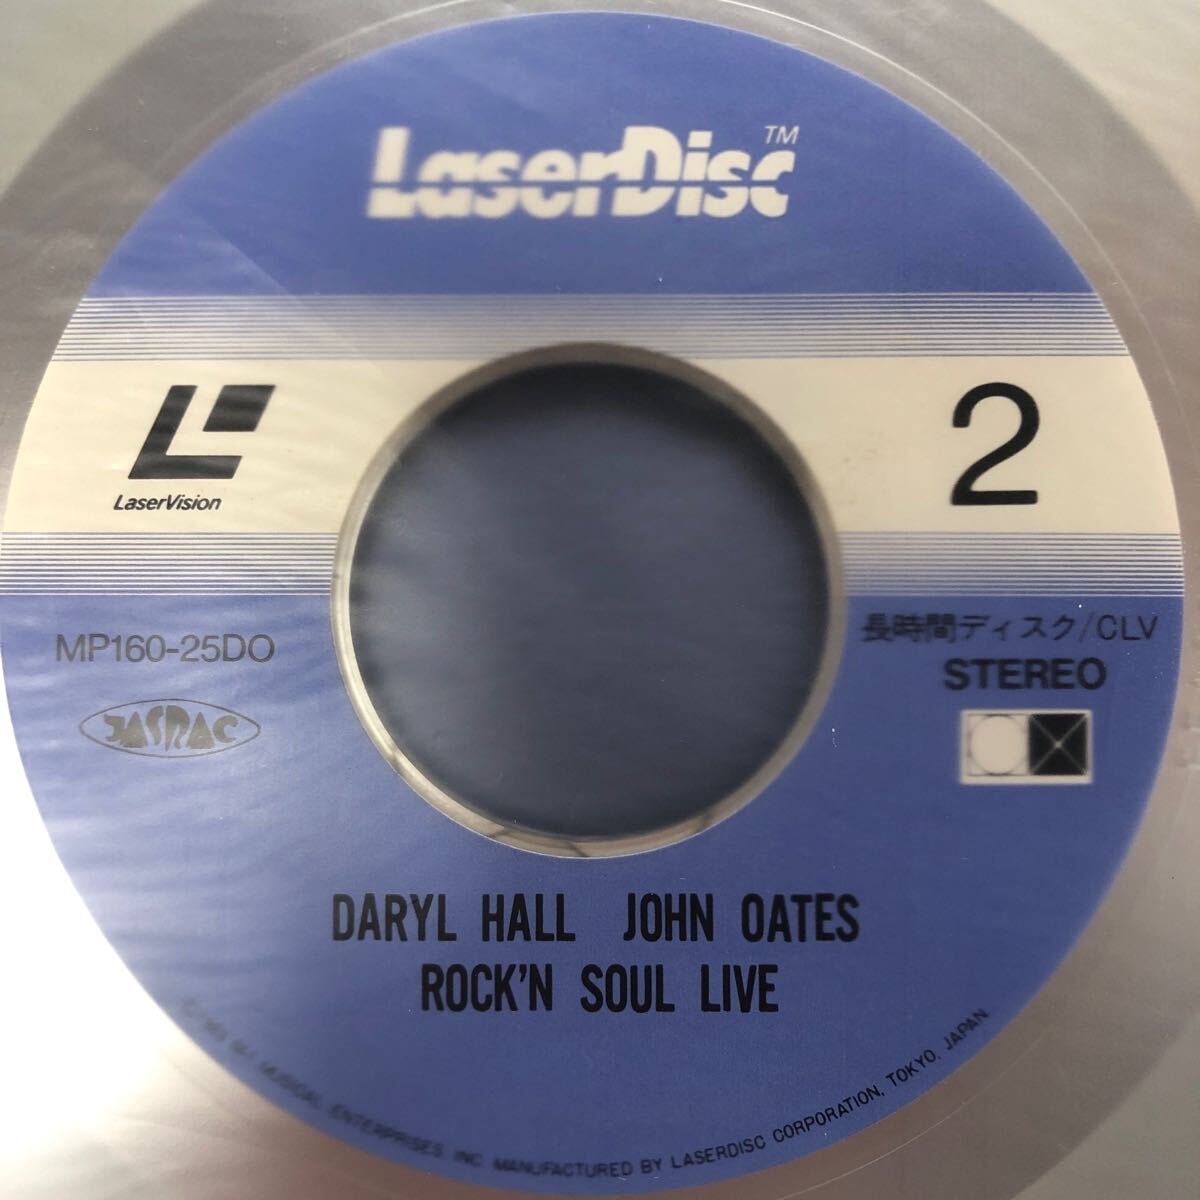 LaserDisc™
LaserVision
2
MP160-25DO
長時間ディスク/CLV
STEREO
JASRAC
DARYL HALL JOHN OATES
ROCK'N SOUL LIVE
MUSICAL ENTERPRISES, INC. MANUFACTURED BY LASERDISC CORPORATION, TOKYO, JAPAN